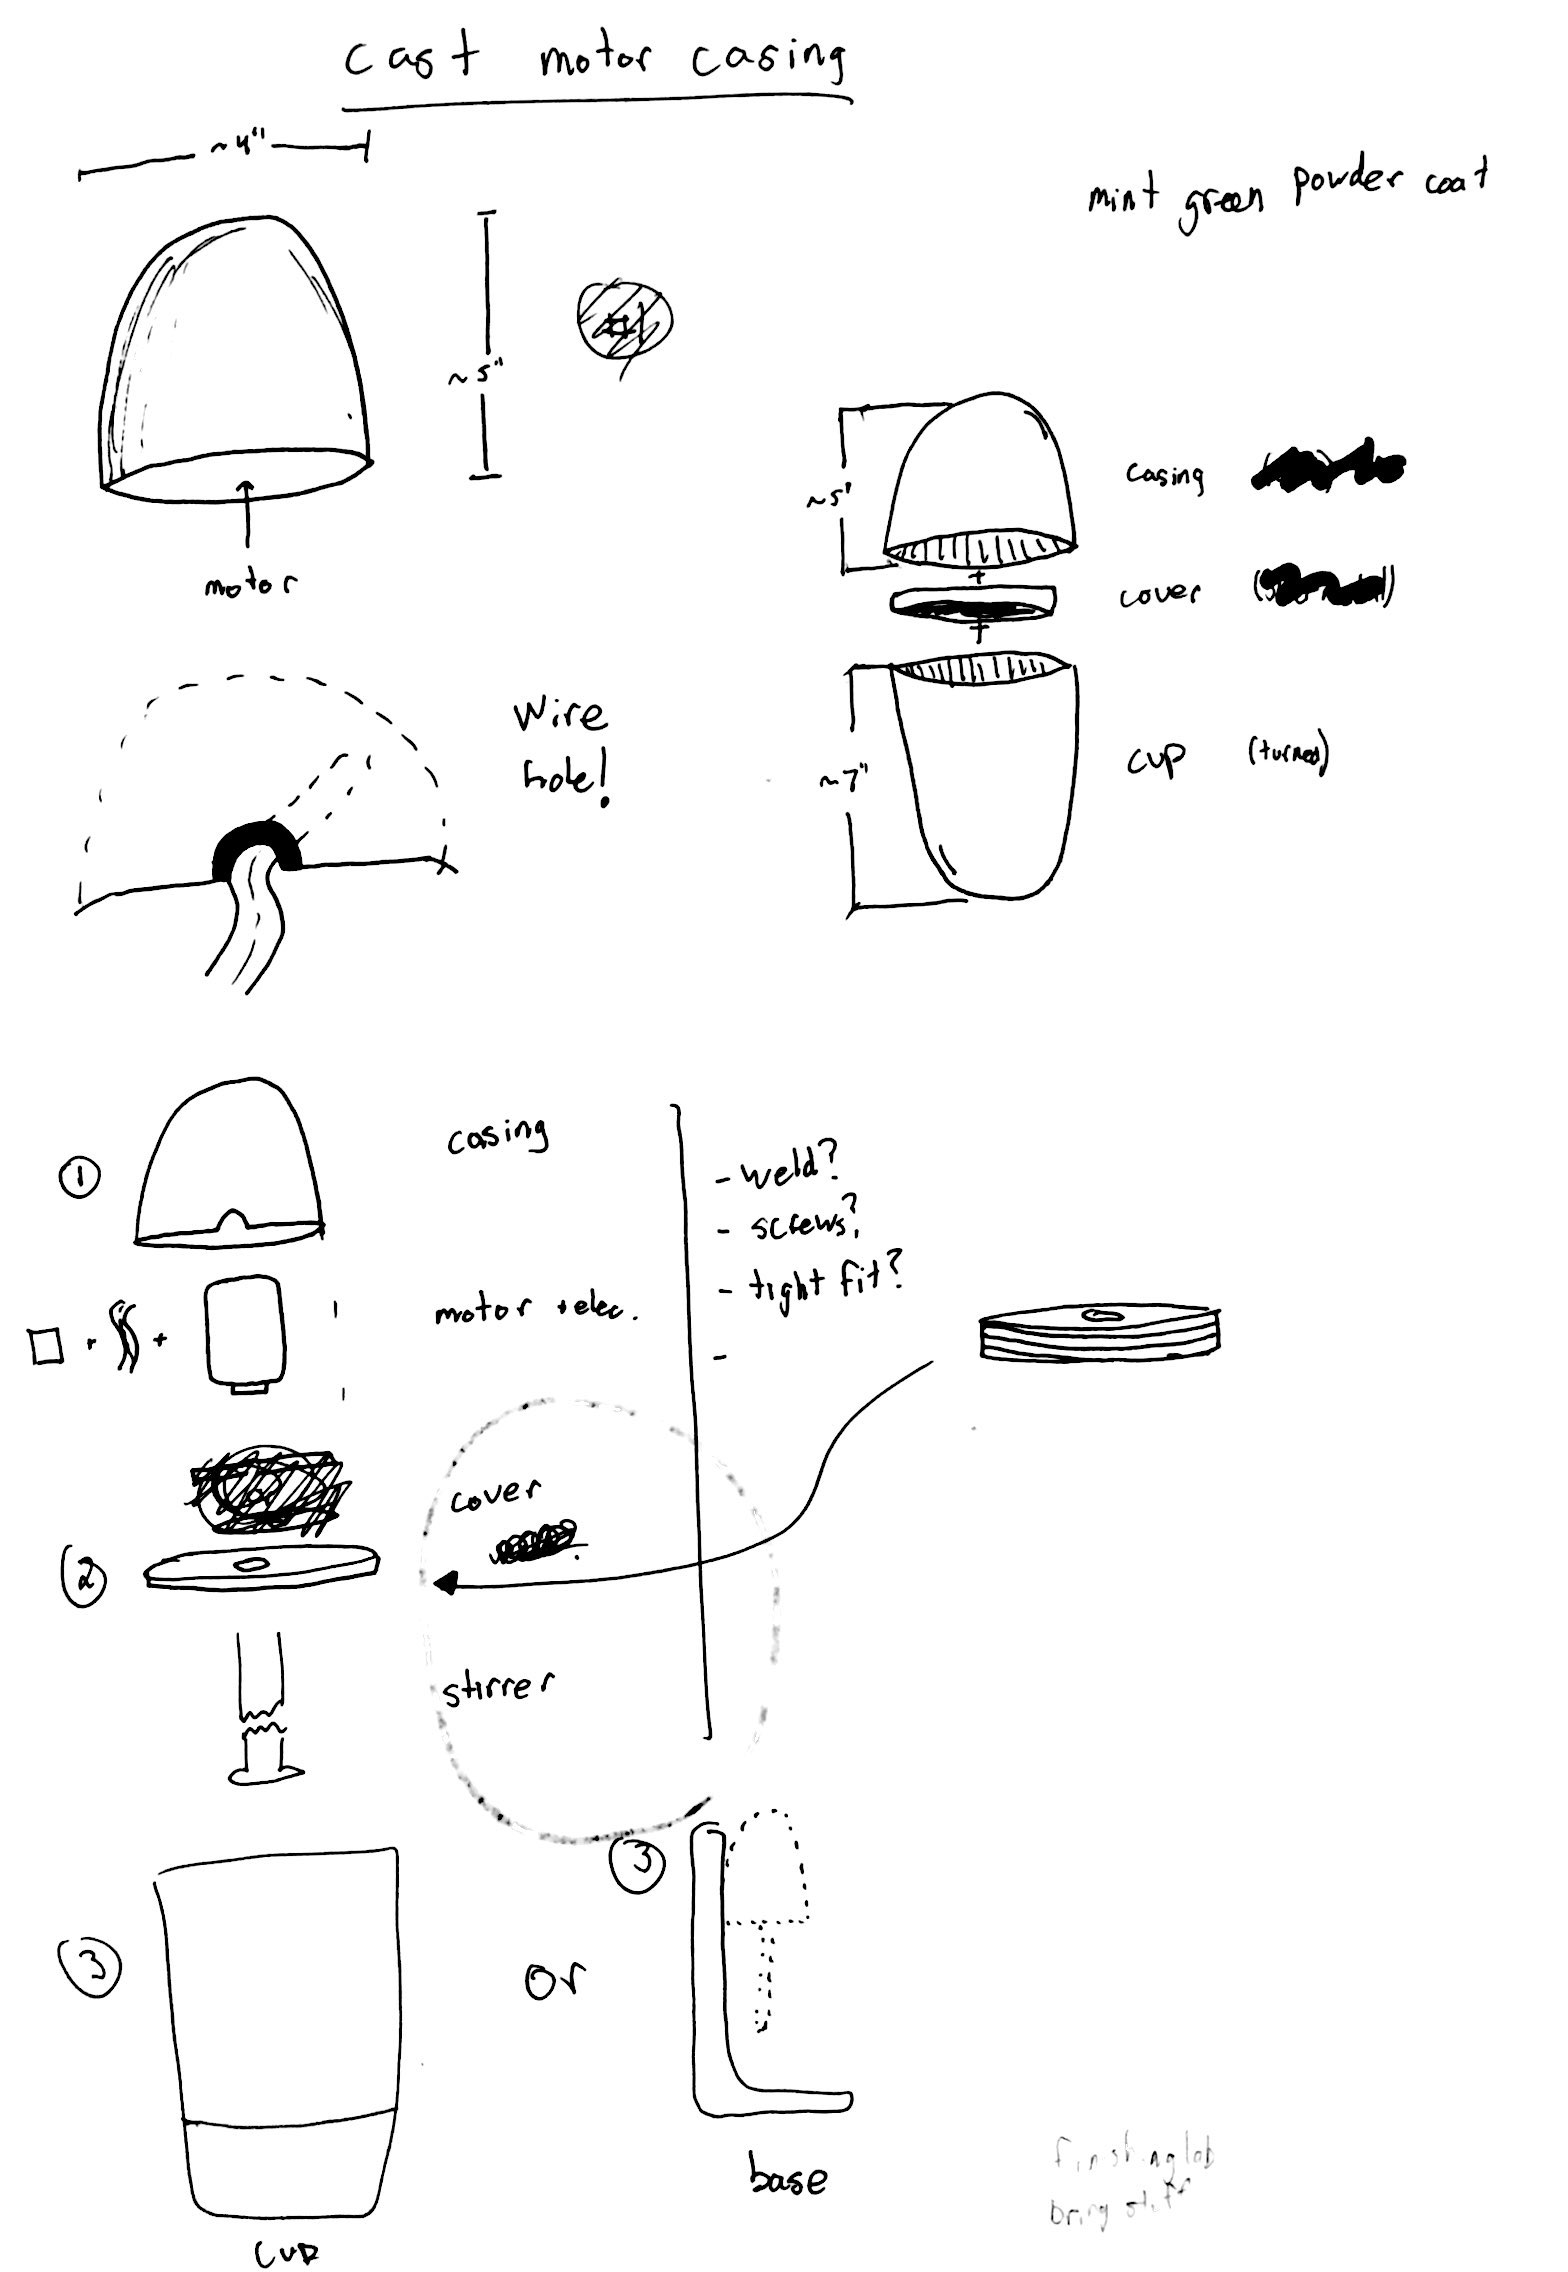 cast motor casing
~4"
mint green powder coat
~5"
motor
~5'
casing
cover
Wire
hole!
~7"
cup (turned)
1
casing
- weld?
- screws?
- tight fit?
-
motor + elec.
cover
2
stirrer
3
3
or
base
cup
finishing lab
bring stuff